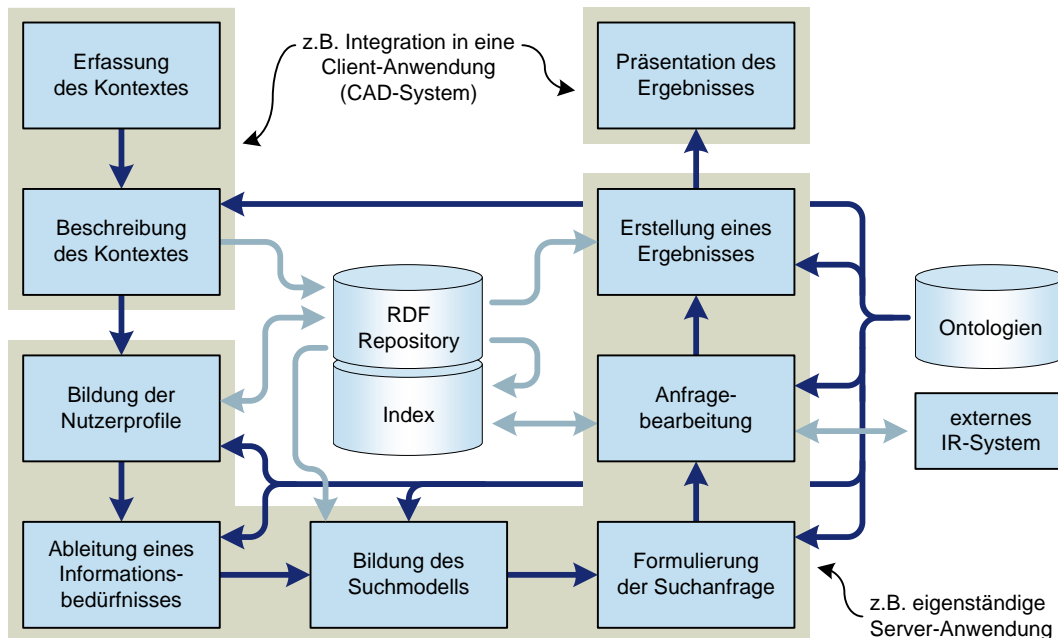 Erfassung
des Kontextes
z.B. Integration in eine
Client-Anwendung
(CAD-System)
Präsentation des
Ergebnisses
Beschreibung
des Kontextes
Erstellung eines
Ergebnisses
RDF
Repository
Ontologien
Bildung der
Nutzerprofile
Index
Anfrage-
bearbeitung
externes
IR-System
Ableitung eines
Informations-
bedürfnisses
Bildung des
Suchmodells
Formulierung
der Suchanfrage
z.B. eigenständige
Server-Anwendung